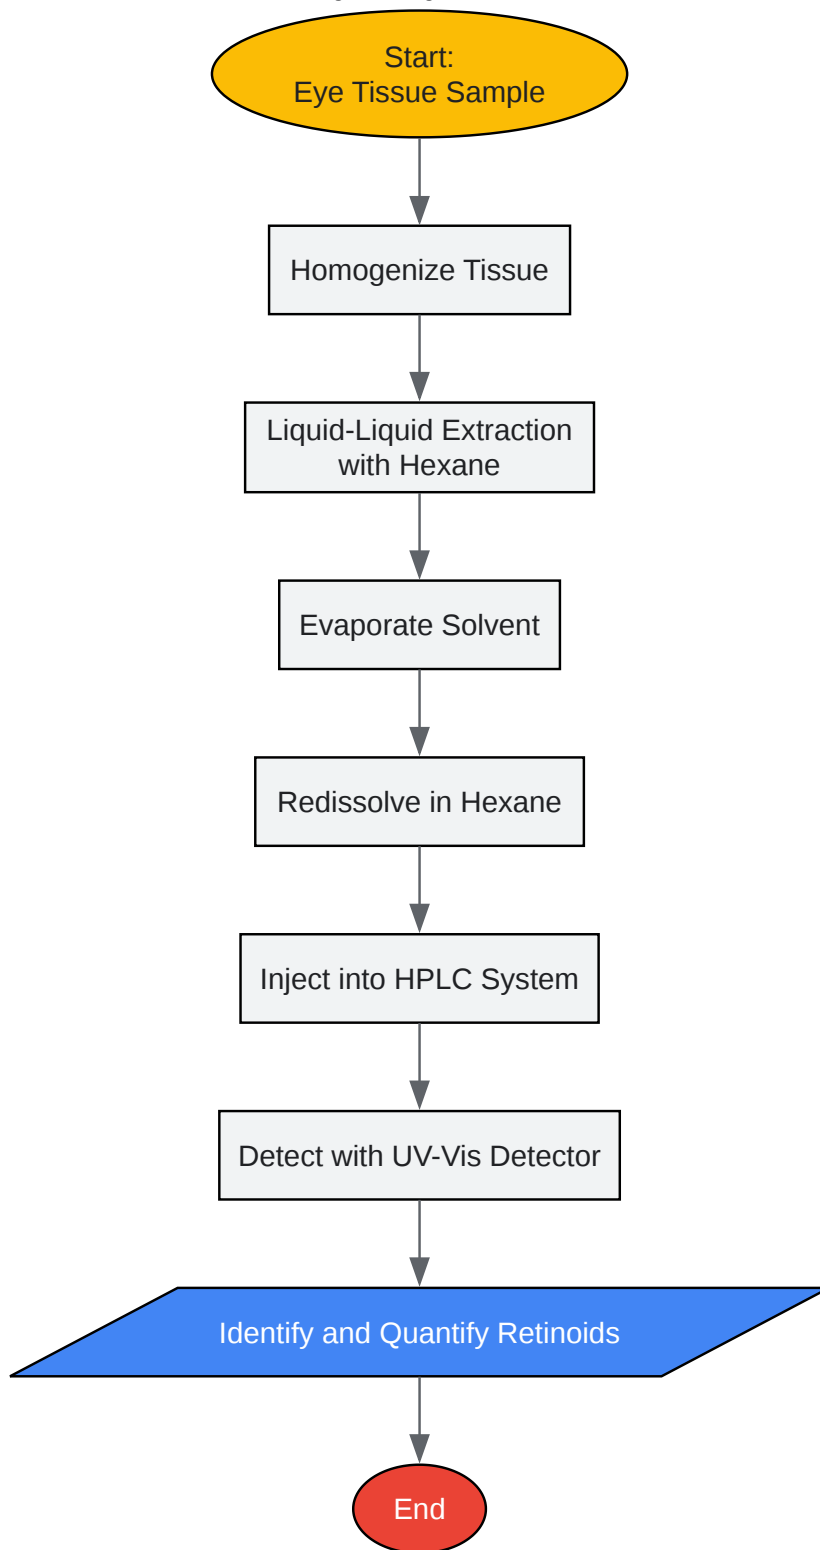 Start:
Eye Tissue Sample
Homogenize Tissue
Liquid-Liquid Extraction
with Hexane
Evaporate Solvent
Redissolve in Hexane
Inject into HPLC System
Detect with UV-Vis Detector
Identify and Quantify Retinoids
End